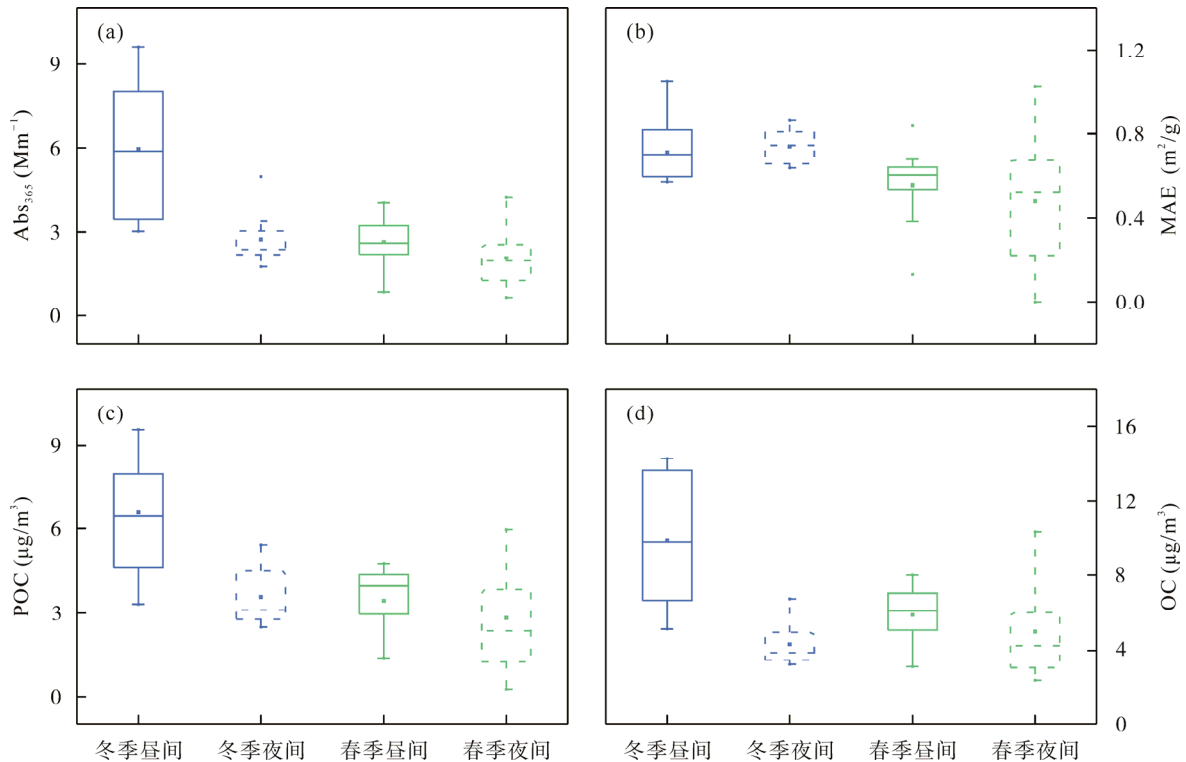 (a)
9
6
3
0
Abs₃₆₅ (Mm⁻¹)
(b)
1.2
0.8
0.4
0.0
MAE (m²/g)
(c)
9
6
3
0
POC (μg/m³)
冬季昼间 冬季夜间 春季昼间 春季夜间
(d)
16
12
8
4
0
OC (μg/m³)
冬季昼间 冬季夜间 春季昼间 春季夜间